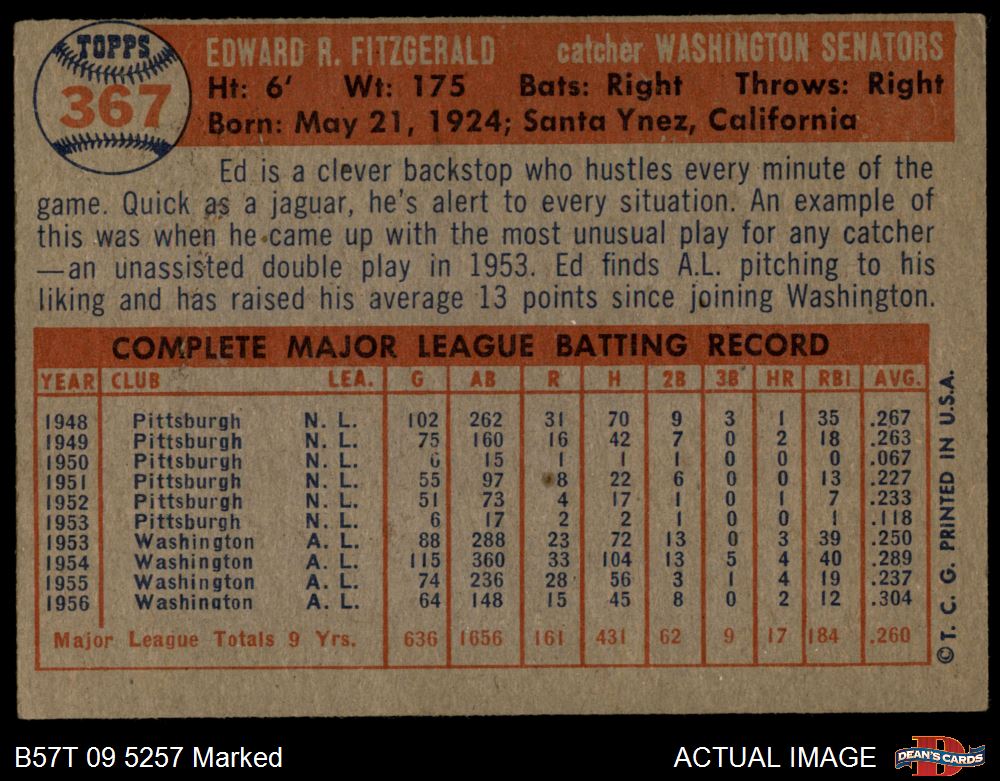 TOPPS
367
EDWARD R. FITZGERALD catcher WASHINGTON SENATORS
Ht: 6' Wt: 175 Bats: Right Throws: Right
Born: May 21, 1924; Santa Ynez, California
Ed is a clever backstop who hustles every minute of the
game. Quick as a jaguar, he's alert to every situation. An example of
this was when he came up with the most unusual play for any catcher
—an unassisted double play in 1953. Ed finds A.L. pitching to his
liking and has raised his average 13 points since joining Washington.
COMPLETE MAJOR LEAGUE BATTING RECORD
YEAR CLUB LEA. G AB R H 2B 3B HR RBI AVG.
1948 Pittsburgh N. L. 102 262 31 70 9 3 1 35 .267
1949 Pittsburgh N. L. 75 160 16 42 7 0 2 18 .263
1950 Pittsburgh N. L. 6 15 1 1 1 0 0 0 .067
1951 Pittsburgh N. L. 55 97 8 22 6 0 0 13 .227
1952 Pittsburgh N. L. 51 73 4 17 1 0 1 7 .233
1953 Pittsburgh N. L. 6 17 2 2 1 0 0 1 .118
1953 Washington A. L. 88 288 23 72 13 0 3 39 .250
1954 Washington A. L. 115 360 33 104 13 5 4 40 .289
1955 Washington A. L. 74 236 28 56 3 1 4 19 .237
1956 Washington A. L. 64 148 15 45 8 0 2 12 .304
Major League Totals 9 Yrs. 636 1656 161 431 62 9 17 184 .260
© T. C. G. PRINTED IN U.S.A.
B57T 09 5257 Marked
ACTUAL IMAGE
DEAN'S CARDS